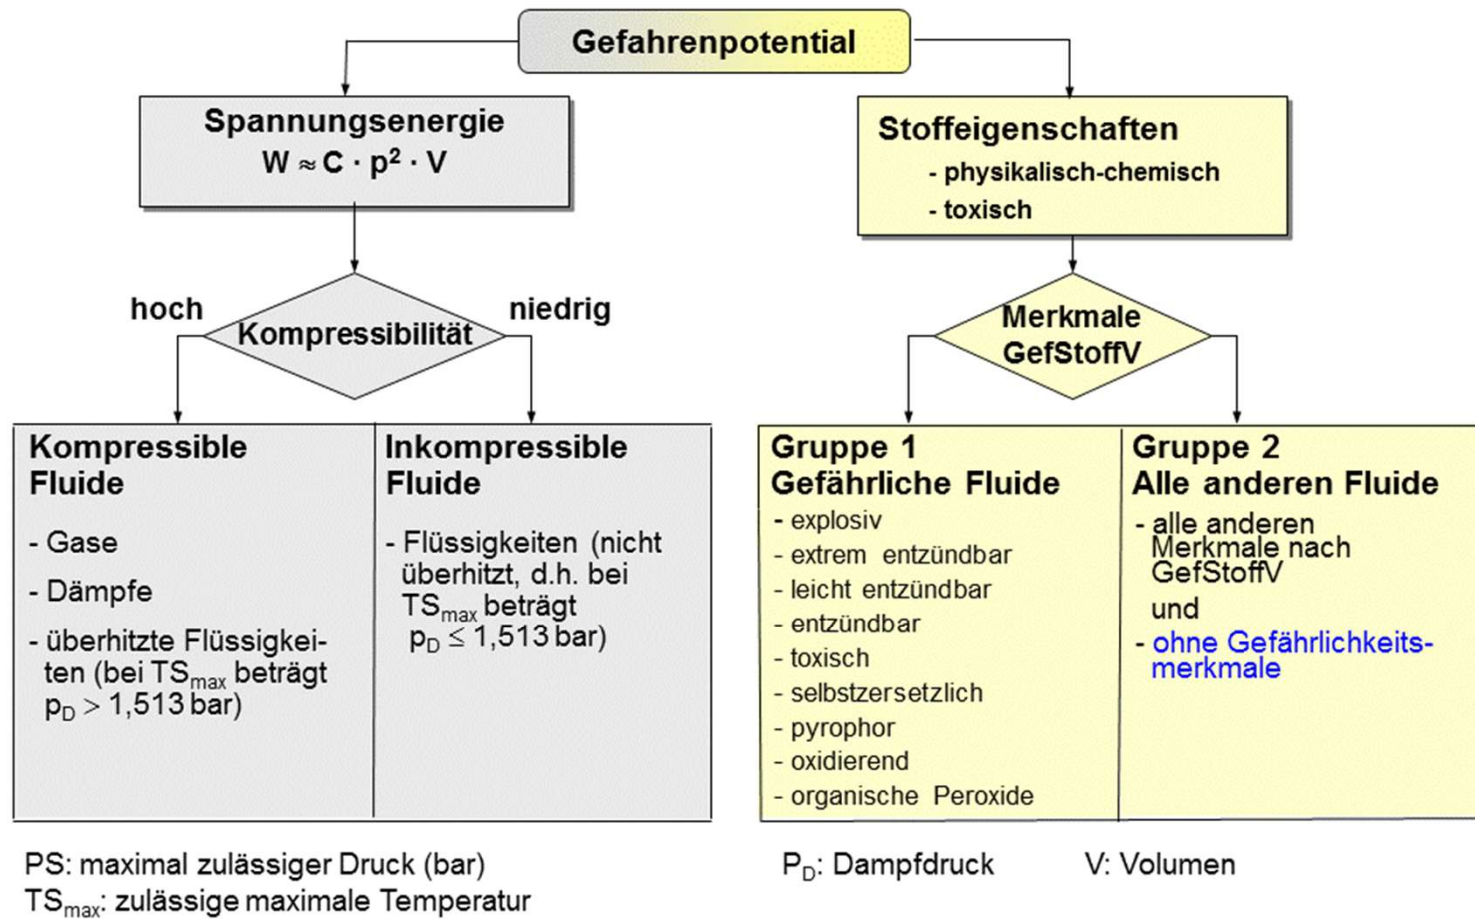 Gefahrenpotential
Spannungsenergie
W ≈ C · p² · V
hoch
niedrig
Kompressibilität
Kompressible
Fluide
- Gase
- Dämpfe
- überhitzte Flüssigkei-
ten (bei TSmax beträgt
pD > 1,513 bar)
Inkompressible
Fluide
- Flüssigkeiten (nicht
überhitzt, d.h. bei
TSmax beträgt
pD ≤ 1,513 bar)
Stoffeigenschaften
- physikalisch-chemisch
- toxisch
Merkmale
GefStoffV
Gruppe 1
Gefährliche Fluide
- explosiv
- extrem entzündbar
- leicht entzündbar
- entzündbar
- toxisch
- selbstzersetzlich
- pyrophor
- oxidierend
- organische Peroxide
Gruppe 2
Alle anderen Fluide
- alle anderen
Merkmale nach
GefStoffV
und
- ohne Gefährlichkeits-
merkmale
PS: maximal zulässiger Druck (bar)
TSmax: zulässige maximale Temperatur
PD: Dampfdruck
V: Volumen